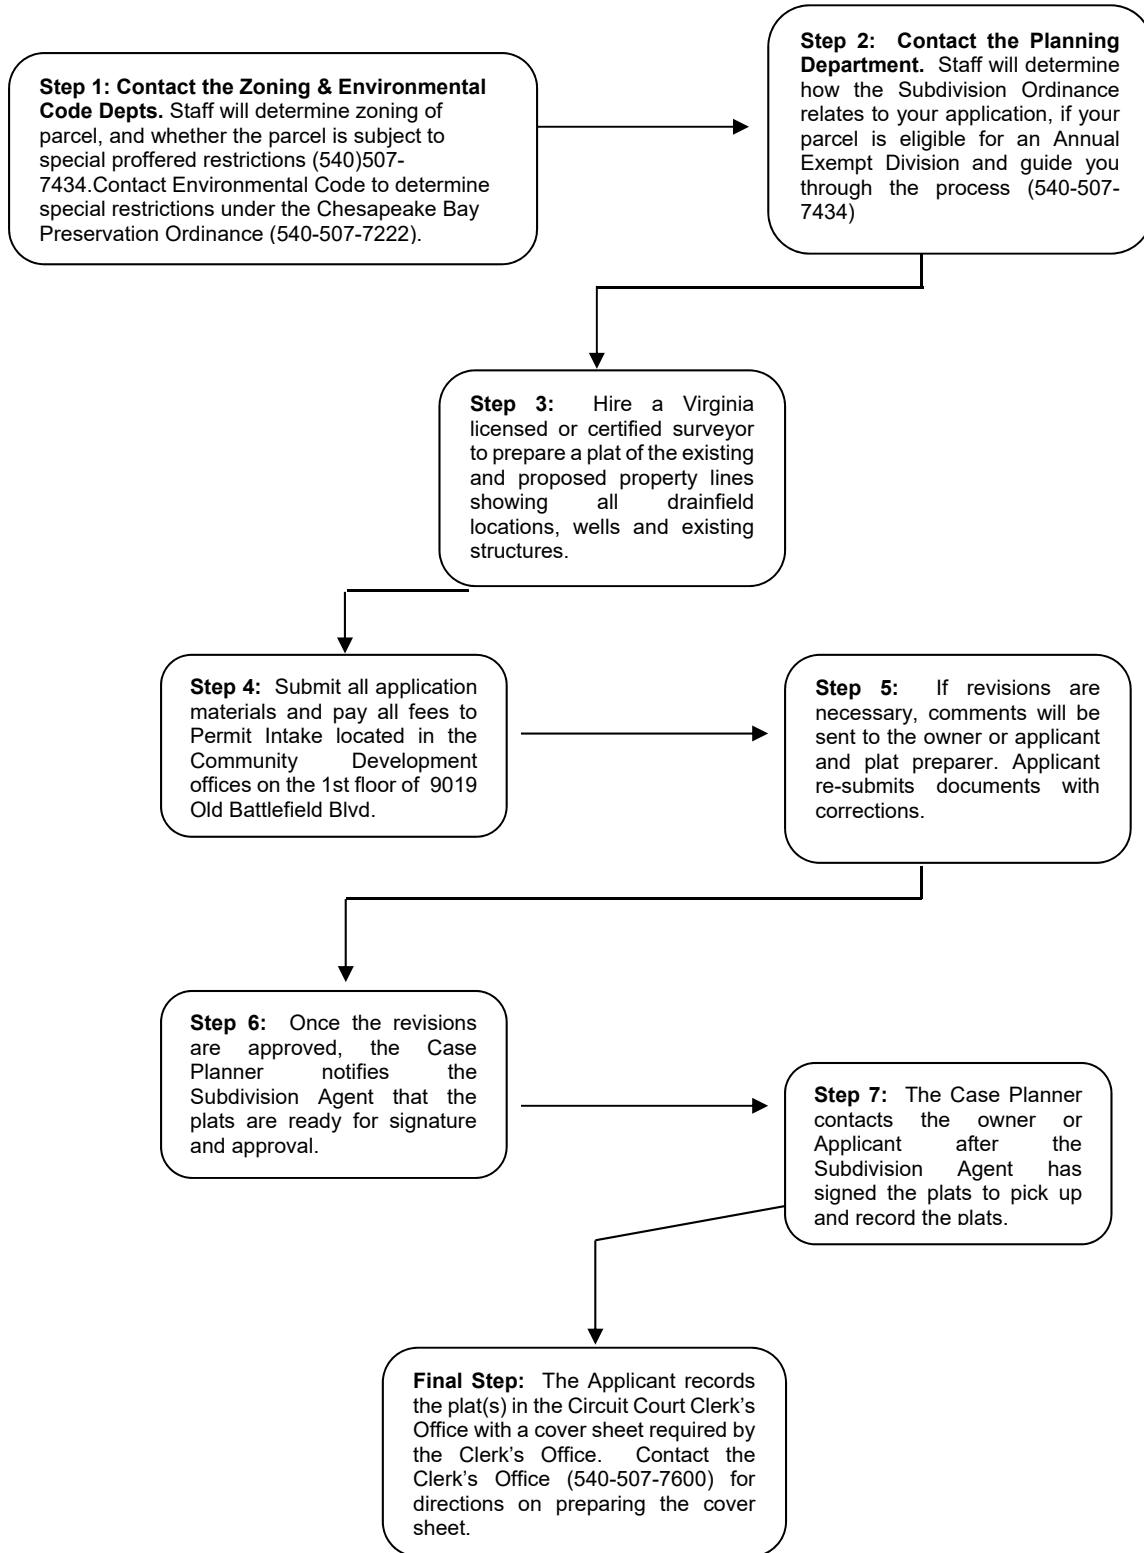 Step 1: Contact the Zoning & Environmental
Code Depts. Staff will determine zoning of
parcel, and whether the parcel is subject to
special proffered restrictions (540)507-
7434.Contact Environmental Code to determine
special restrictions under the Chesapeake Bay
Preservation Ordinance (540-507-7222).
Step 2: Contact the Planning
Department. Staff will determine
how the Subdivision Ordinance
relates to your application, if your
parcel is eligible for an Annual
Exempt Division and guide you
through the process (540-507-
7434)
Step 3: Hire a Virginia
licensed or certified surveyor
to prepare a plat of the existing
and proposed property lines
showing all drainfield
locations, wells and existing
structures.
Step 4: Submit all application
materials and pay all fees to
Permit Intake located in the
Community Development
offices on the 1st floor of 9019
Old Battlefield Blvd.
Step 5: If revisions are
necessary, comments will be
sent to the owner or applicant
and plat preparer. Applicant
re-submits documents with
corrections.
Step 6: Once the revisions
are approved, the Case
Planner notifies the
Subdivision Agent that the
plats are ready for signature
and approval.
Step 7: The Case Planner
contacts the owner or
Applicant after the
Subdivision Agent has
signed the plats to pick up
and record the plats.
Final Step: The Applicant records
the plat(s) in the Circuit Court Clerk's
Office with a cover sheet required by
the Clerk's Office. Contact the
Clerk's Office (540-507-7600) for
directions on preparing the cover
sheet.